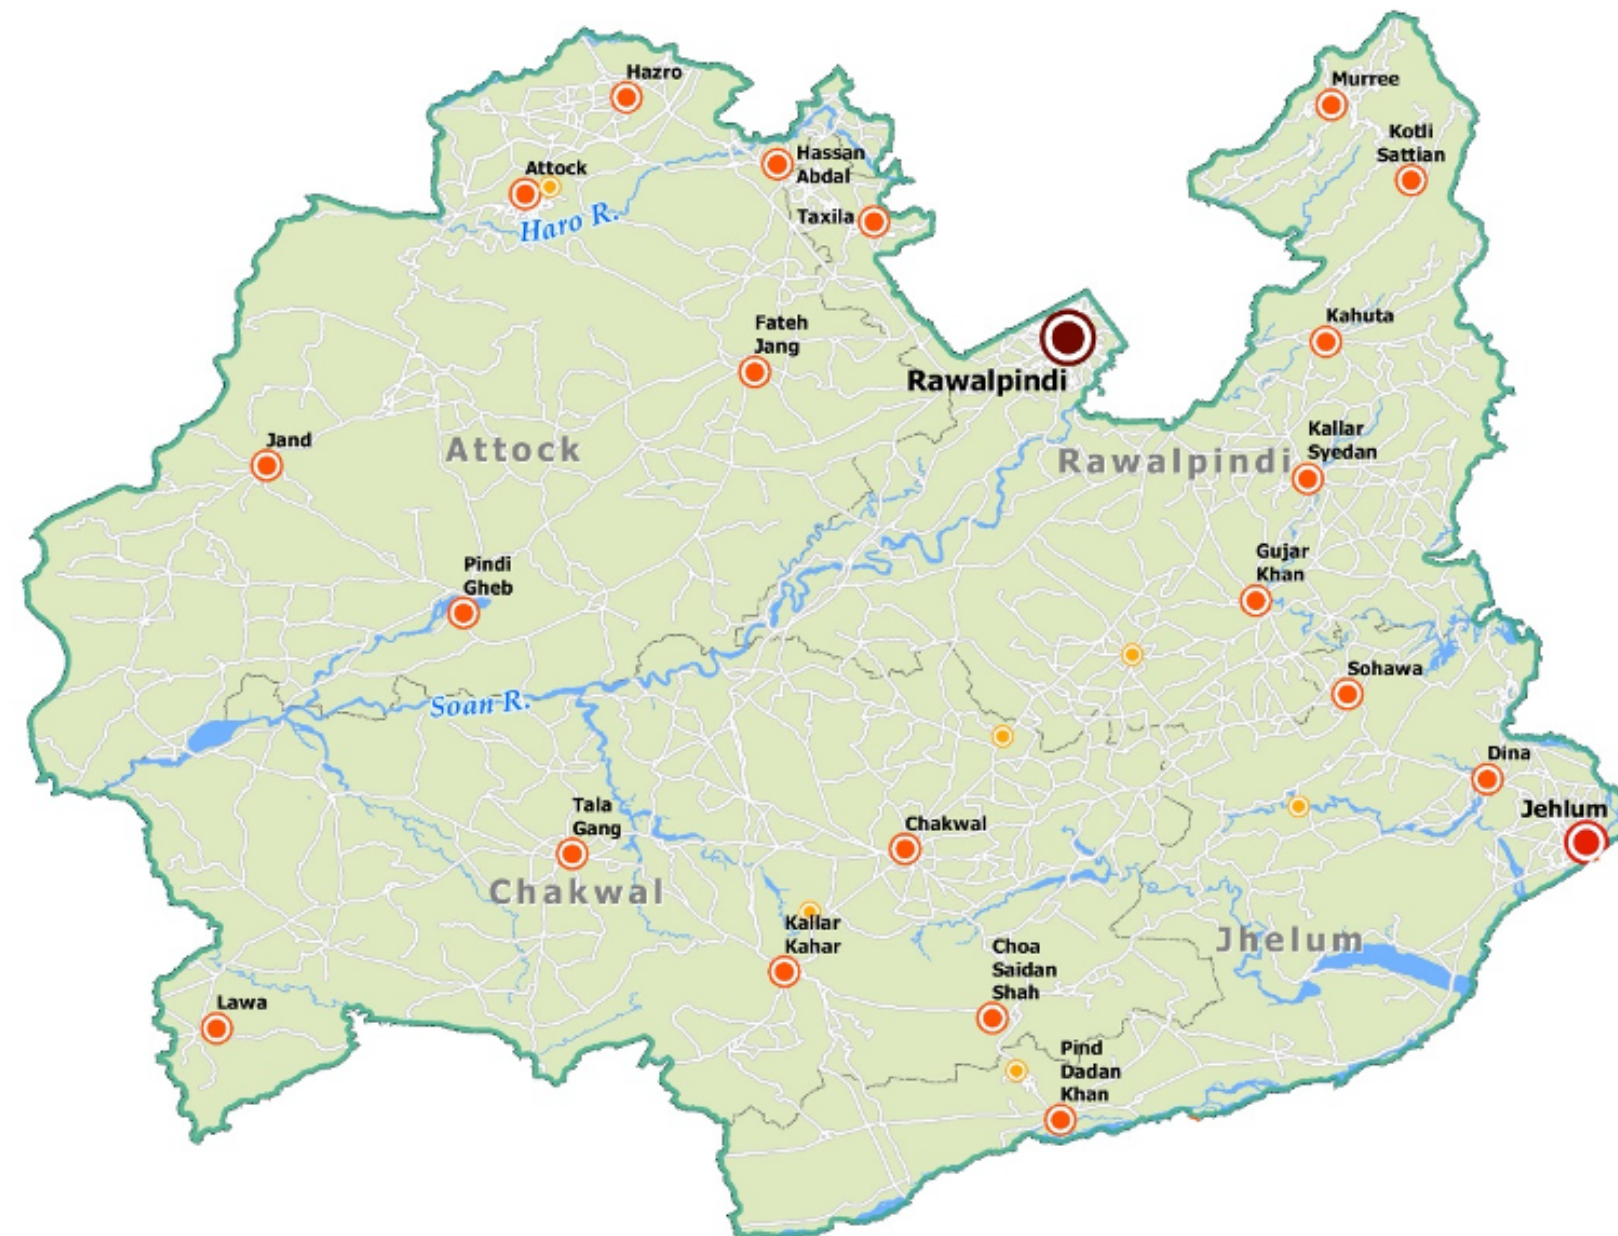 Hazro
Murree
Kotli
Sattian
Hassan
Abdal
Attock
Taxila
Haro R.
Kahuta
Fateh
Jang
Rawalpindi
Jand
Attock
Kallar
Syedan
Rawalpindi
Gujar
Khan
Pindi
Gheb
Sohawa
Soan R.
Dina
Tala
Gang
Jehlum
Chakwal
Chakwal
Kallar
Kahar
Jhelum
Choa
Saidan
Shah
Lawa
Pind
Dadan
Khan